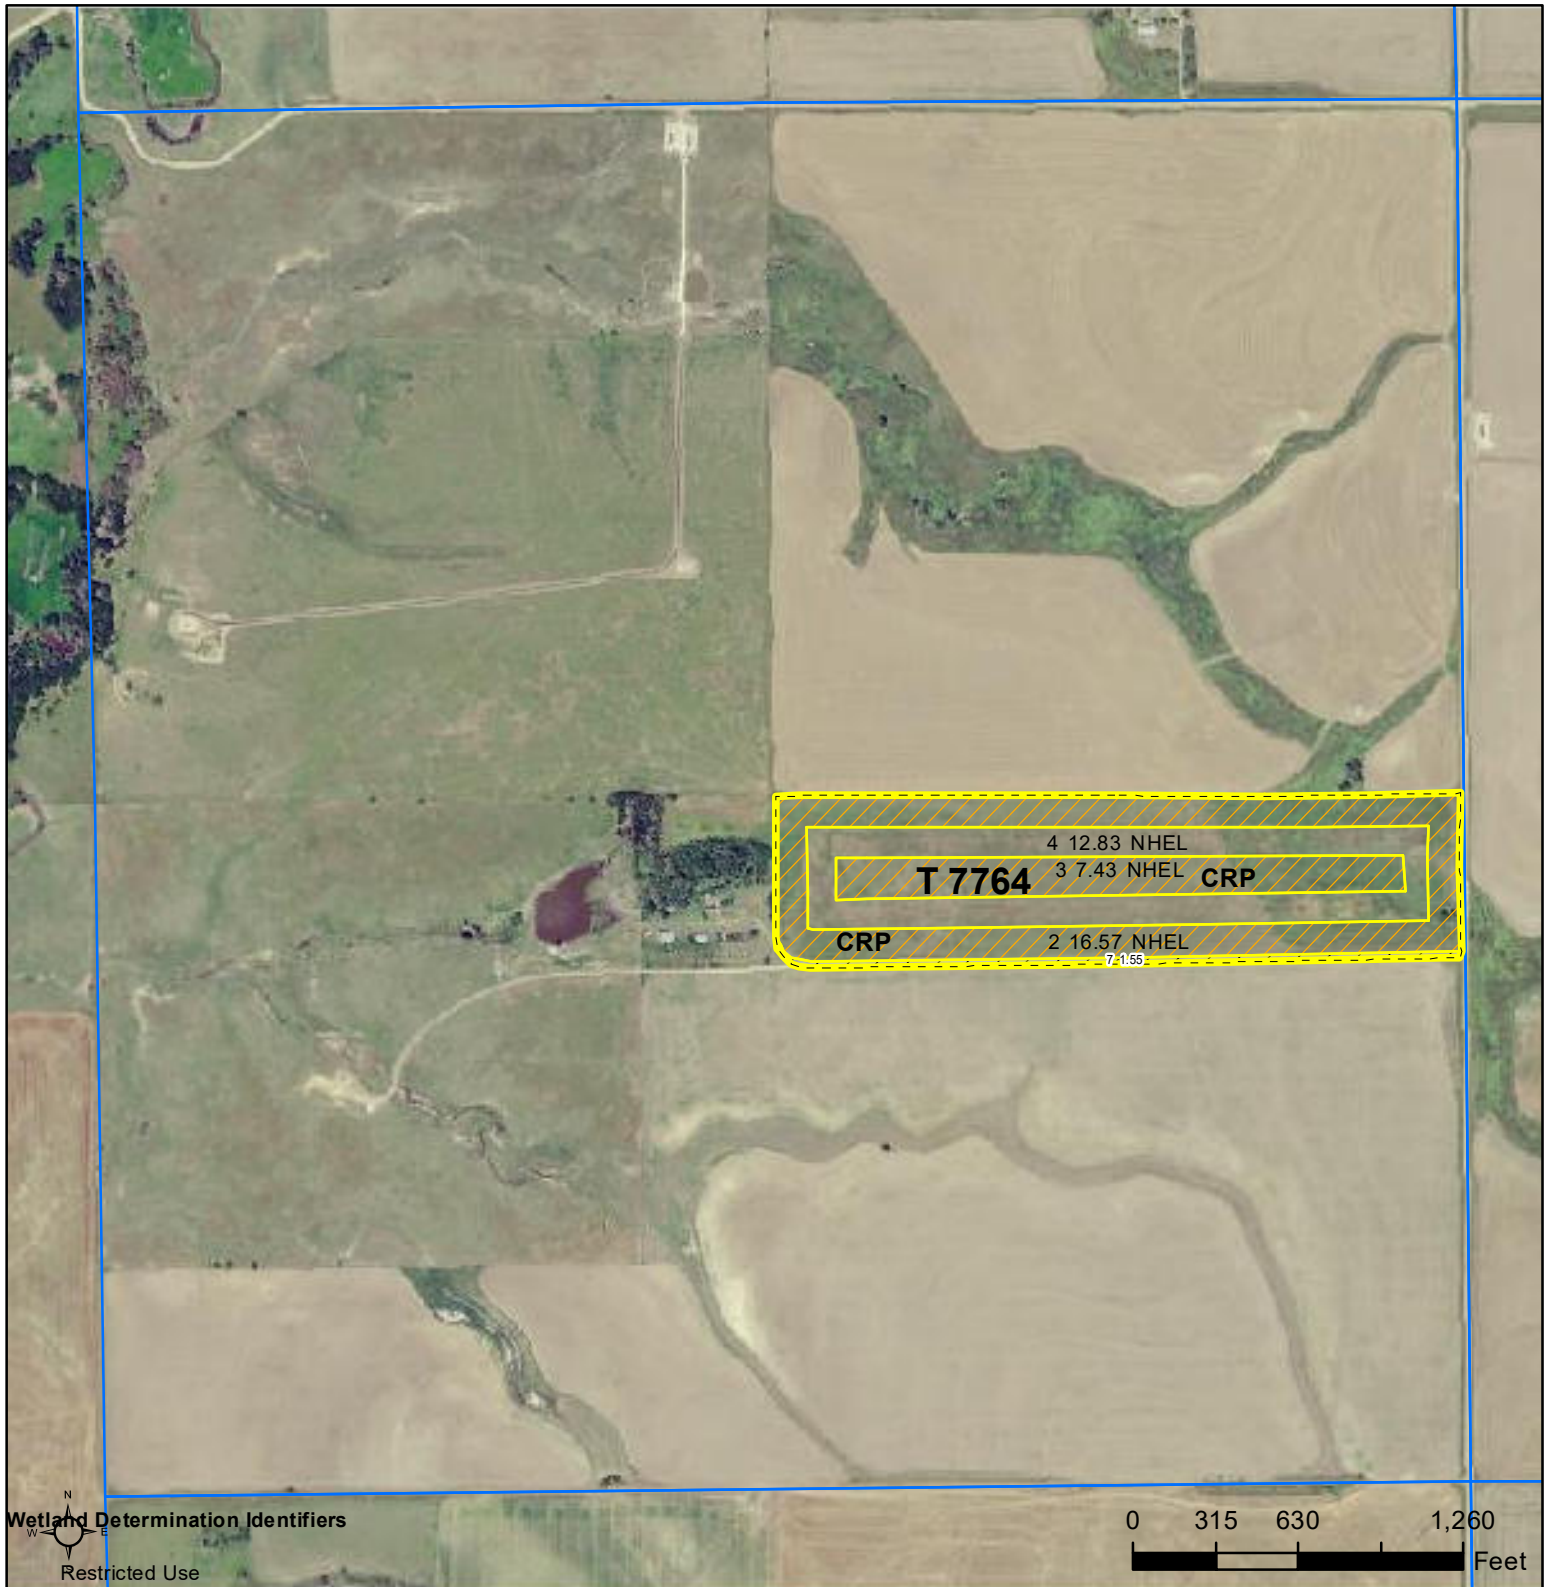 4 12.83 NHEL
T 7764 3 7.43 NHEL CRP
CRP 2 16.57 NHEL
7 1.55
N
Wetland Determination Identifiers
W E
Restricted Use
0 315 630 1,260
Feet